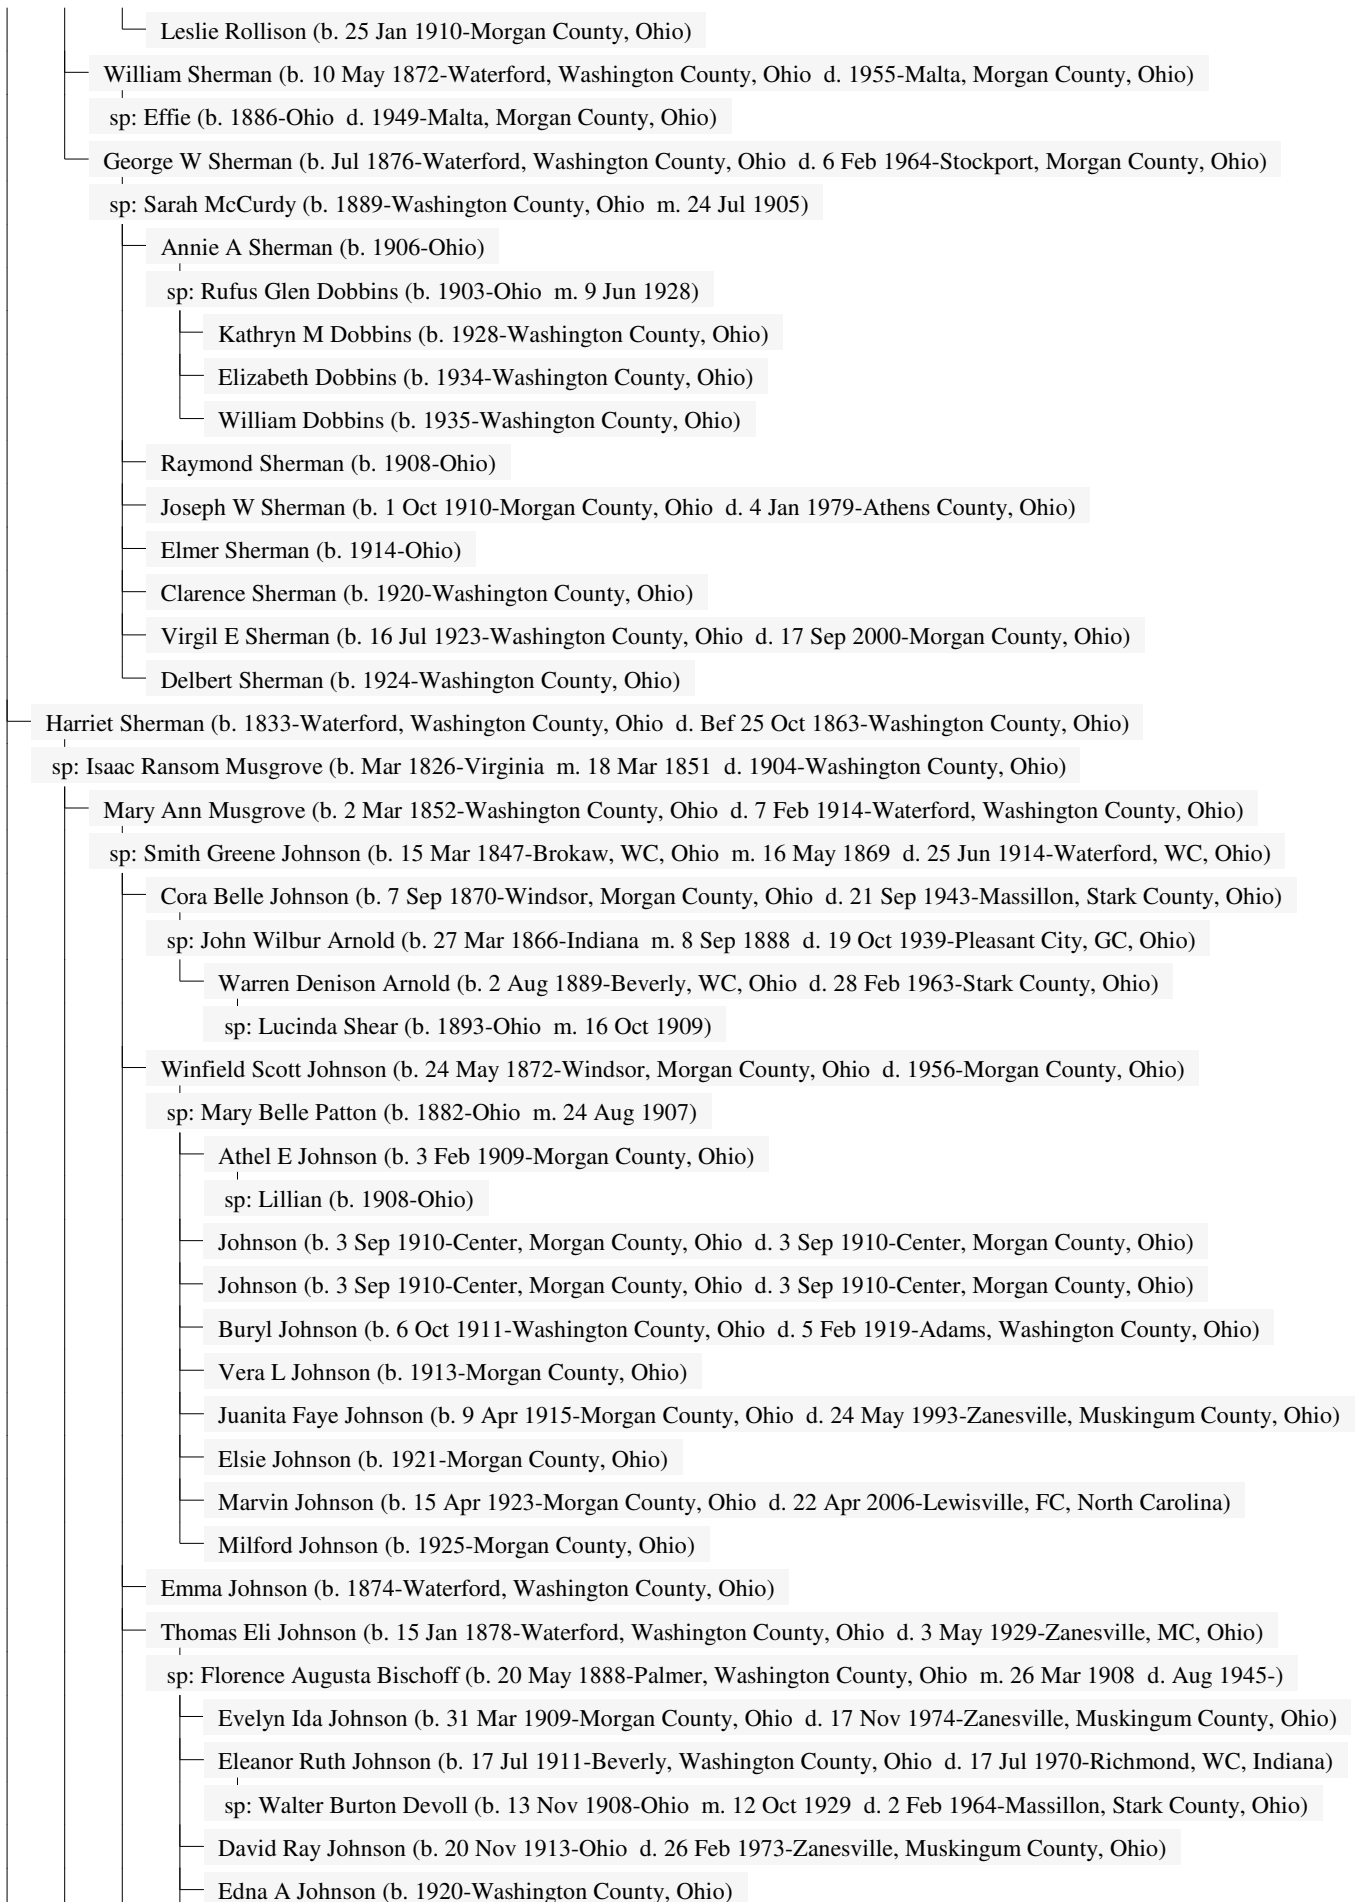 Leslie Rollison (b. 25 Jan 1910-Morgan County, Ohio)
William Sherman (b. 10 May 1872-Waterford, Washington County, Ohio d. 1955-Malta, Morgan County, Ohio)
sp: Effie (b. 1886-Ohio d. 1949-Malta, Morgan County, Ohio)
George W Sherman (b. Jul 1876-Waterford, Washington County, Ohio d. 6 Feb 1964-Stockport, Morgan County, Ohio)
sp: Sarah McCurdy (b. 1889-Washington County, Ohio m. 24 Jul 1905)
Annie A Sherman (b. 1906-Ohio)
sp: Rufus Glen Dobbins (b. 1903-Ohio m. 9 Jun 1928)
Kathryn M Dobbins (b. 1928-Washington County, Ohio)
Elizabeth Dobbins (b. 1934-Washington County, Ohio)
William Dobbins (b. 1935-Washington County, Ohio)
Raymond Sherman (b. 1908-Ohio)
Joseph W Sherman (b. 1 Oct 1910-Morgan County, Ohio d. 4 Jan 1979-Athens County, Ohio)
Elmer Sherman (b. 1914-Ohio)
Clarence Sherman (b. 1920-Washington County, Ohio)
Virgil E Sherman (b. 16 Jul 1923-Washington County, Ohio d. 17 Sep 2000-Morgan County, Ohio)
Delbert Sherman (b. 1924-Washington County, Ohio)
Harriet Sherman (b. 1833-Waterford, Washington County, Ohio d. Bef 25 Oct 1863-Washington County, Ohio)
sp: Isaac Ransom Musgrove (b. Mar 1826-Virginia m. 18 Mar 1851 d. 1904-Washington County, Ohio)
Mary Ann Musgrove (b. 2 Mar 1852-Washington County, Ohio d. 7 Feb 1914-Waterford, Washington County, Ohio)
sp: Smith Greene Johnson (b. 15 Mar 1847-Brokaw, WC, Ohio m. 16 May 1869 d. 25 Jun 1914-Waterford, WC, Ohio)
Cora Belle Johnson (b. 7 Sep 1870-Windsor, Morgan County, Ohio d. 21 Sep 1943-Massillon, Stark County, Ohio)
sp: John Wilbur Arnold (b. 27 Mar 1866-Indiana m. 8 Sep 1888 d. 19 Oct 1939-Pleasant City, GC, Ohio)
Warren Denison Arnold (b. 2 Aug 1889-Beverly, WC, Ohio d. 28 Feb 1963-Stark County, Ohio)
sp: Lucinda Shear (b. 1893-Ohio m. 16 Oct 1909)
Winfield Scott Johnson (b. 24 May 1872-Windsor, Morgan County, Ohio d. 1956-Morgan County, Ohio)
sp: Mary Belle Patton (b. 1882-Ohio m. 24 Aug 1907)
Athel E Johnson (b. 3 Feb 1909-Morgan County, Ohio)
sp: Lillian (b. 1908-Ohio)
Johnson (b. 3 Sep 1910-Center, Morgan County, Ohio d. 3 Sep 1910-Center, Morgan County, Ohio)
Johnson (b. 3 Sep 1910-Center, Morgan County, Ohio d. 3 Sep 1910-Center, Morgan County, Ohio)
Buryl Johnson (b. 6 Oct 1911-Washington County, Ohio d. 5 Feb 1919-Adams, Washington County, Ohio)
Vera L Johnson (b. 1913-Morgan County, Ohio)
Juanita Faye Johnson (b. 9 Apr 1915-Morgan County, Ohio d. 24 May 1993-Zanesville, Muskingum County, Ohio)
Elsie Johnson (b. 1921-Morgan County, Ohio)
Marvin Johnson (b. 15 Apr 1923-Morgan County, Ohio d. 22 Apr 2006-Lewisville, FC, North Carolina)
Milford Johnson (b. 1925-Morgan County, Ohio)
Emma Johnson (b. 1874-Waterford, Washington County, Ohio)
Thomas Eli Johnson (b. 15 Jan 1878-Waterford, Washington County, Ohio d. 3 May 1929-Zanesville, MC, Ohio)
sp: Florence Augusta Bischoff (b. 20 May 1888-Palmer, Washington County, Ohio m. 26 Mar 1908 d. Aug 1945-)
Evelyn Ida Johnson (b. 31 Mar 1909-Morgan County, Ohio d. 17 Nov 1974-Zanesville, Muskingum County, Ohio)
Eleanor Ruth Johnson (b. 17 Jul 1911-Beverly, Washington County, Ohio d. 17 Jul 1970-Richmond, WC, Indiana)
sp: Walter Burton Devoll (b. 13 Nov 1908-Ohio m. 12 Oct 1929 d. 2 Feb 1964-Massillon, Stark County, Ohio)
David Ray Johnson (b. 20 Nov 1913-Ohio d. 26 Feb 1973-Zanesville, Muskingum County, Ohio)
Edna A Johnson (b. 1920-Washington County, Ohio)